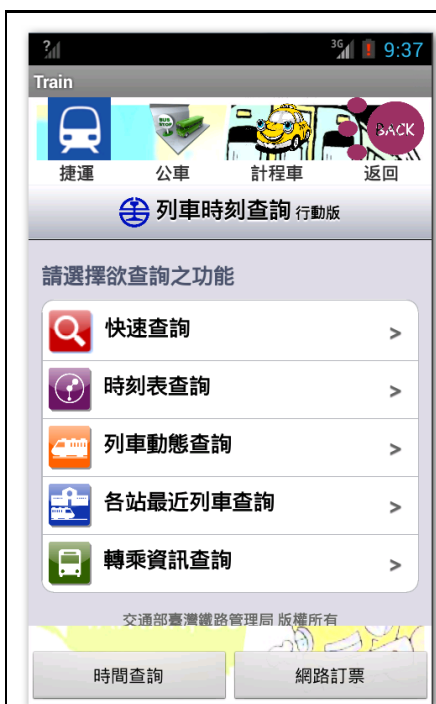 3G 9:37
Train
BUS STOP
BACK
捷運 公車 計程車 返回
列車時刻查詢 行動版
請選擇欲查詢之功能
快速查詢 >
時刻表查詢 >
列車動態查詢 >
各站最近列車查詢 >
轉乘資訊查詢 >
交通部臺灣鐵路管理局 版權所有
時間查詢 網路訂票